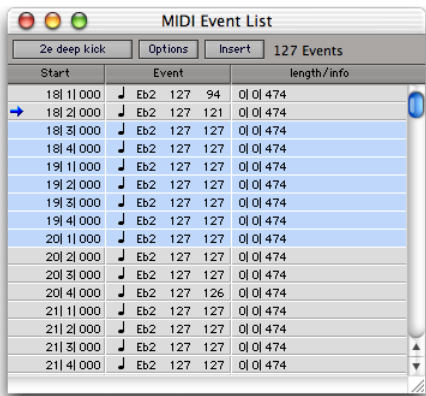 MIDI Event List
2e deep kick Options Insert 127 Events
Start Event length/info
18| 1| 000 ♩ Eb2 127 94 0| 0| 474
18| 2| 000 ♩ Eb2 127 121 0| 0| 474
18| 3| 000 ♩ Eb2 127 127 0| 0| 474
18| 4| 000 ♩ Eb2 127 127 0| 0| 474
19| 1| 000 ♩ Eb2 127 127 0| 0| 474
19| 2| 000 ♩ Eb2 127 127 0| 0| 474
19| 3| 000 ♩ Eb2 127 127 0| 0| 474
19| 4| 000 ♩ Eb2 127 127 0| 0| 474
20| 1| 000 ♩ Eb2 127 127 0| 0| 474
20| 2| 000 ♩ Eb2 127 127 0| 0| 474
20| 3| 000 ♩ Eb2 127 127 0| 0| 474
20| 4| 000 ♩ Eb2 127 126 0| 0| 474
21| 1| 000 ♩ Eb2 127 127 0| 0| 474
21| 2| 000 ♩ Eb2 127 127 0| 0| 474
21| 3| 000 ♩ Eb2 127 127 0| 0| 474
21| 4| 000 ♩ Eb2 127 127 0| 0| 474